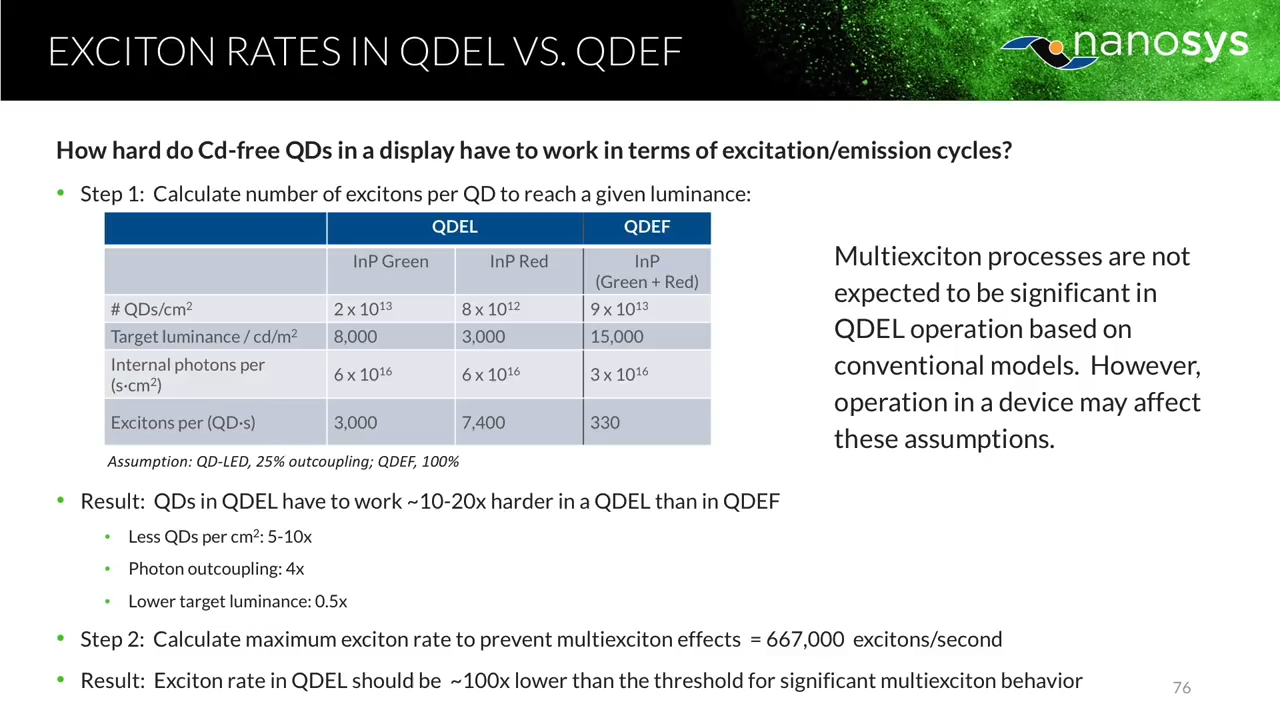 EXCITON RATES IN QDEL VS. QDEF
nanosys
How hard do Cd-free QDs in a display have to work in terms of excitation/emission cycles?
• Step 1: Calculate number of excitons per QD to reach a given luminance:
QDEL QDEF
InP Green InP Red InP (Green + Red)
# QDs/cm² 2 x 10¹³ 8 x 10¹² 9 x 10¹³
Target luminance / cd/m² 8,000 3,000 15,000
Internal photons per (s·cm²) 6 x 10¹⁶ 6 x 10¹⁶ 3 x 10¹⁶
Excitons per (QD·s) 3,000 7,400 330
Assumption: QD-LED, 25% outcoupling; QDEF, 100%
Multiexciton processes are not
expected to be significant in
QDEL operation based on
conventional models. However,
operation in a device may affect
these assumptions.
• Result: QDs in QDEL have to work ~10-20x harder in a QDEL than in QDEF
• Less QDs per cm²: 5-10x
• Photon outcoupling: 4x
• Lower target luminance: 0.5x
• Step 2: Calculate maximum exciton rate to prevent multiexciton effects = 667,000 excitons/second
• Result: Exciton rate in QDEL should be ~100x lower than the threshold for significant multiexciton behavior
76